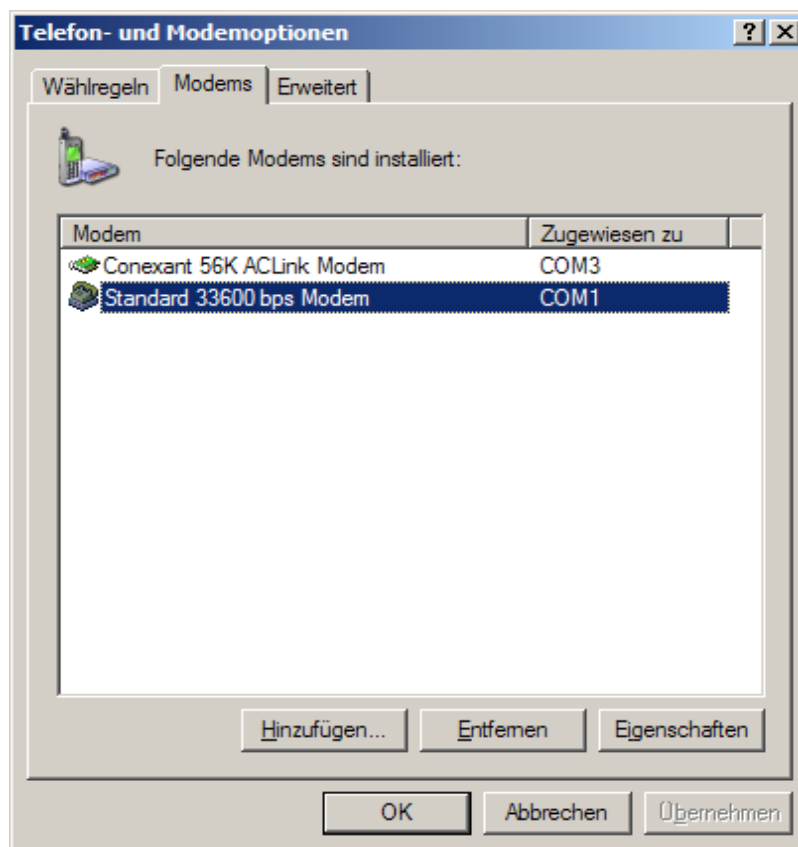 Telefon- und Modemoptionen
Wählregeln Modems Erweitert
Folgende Modems sind installiert:
Modem Zugewiesen zu
Conexant 56K ACLink Modem COM3
Standard 33600 bps Modem COM1
Hinzufügen... Entfernen Eigenschaften
OK Abbrechen Übernehmen